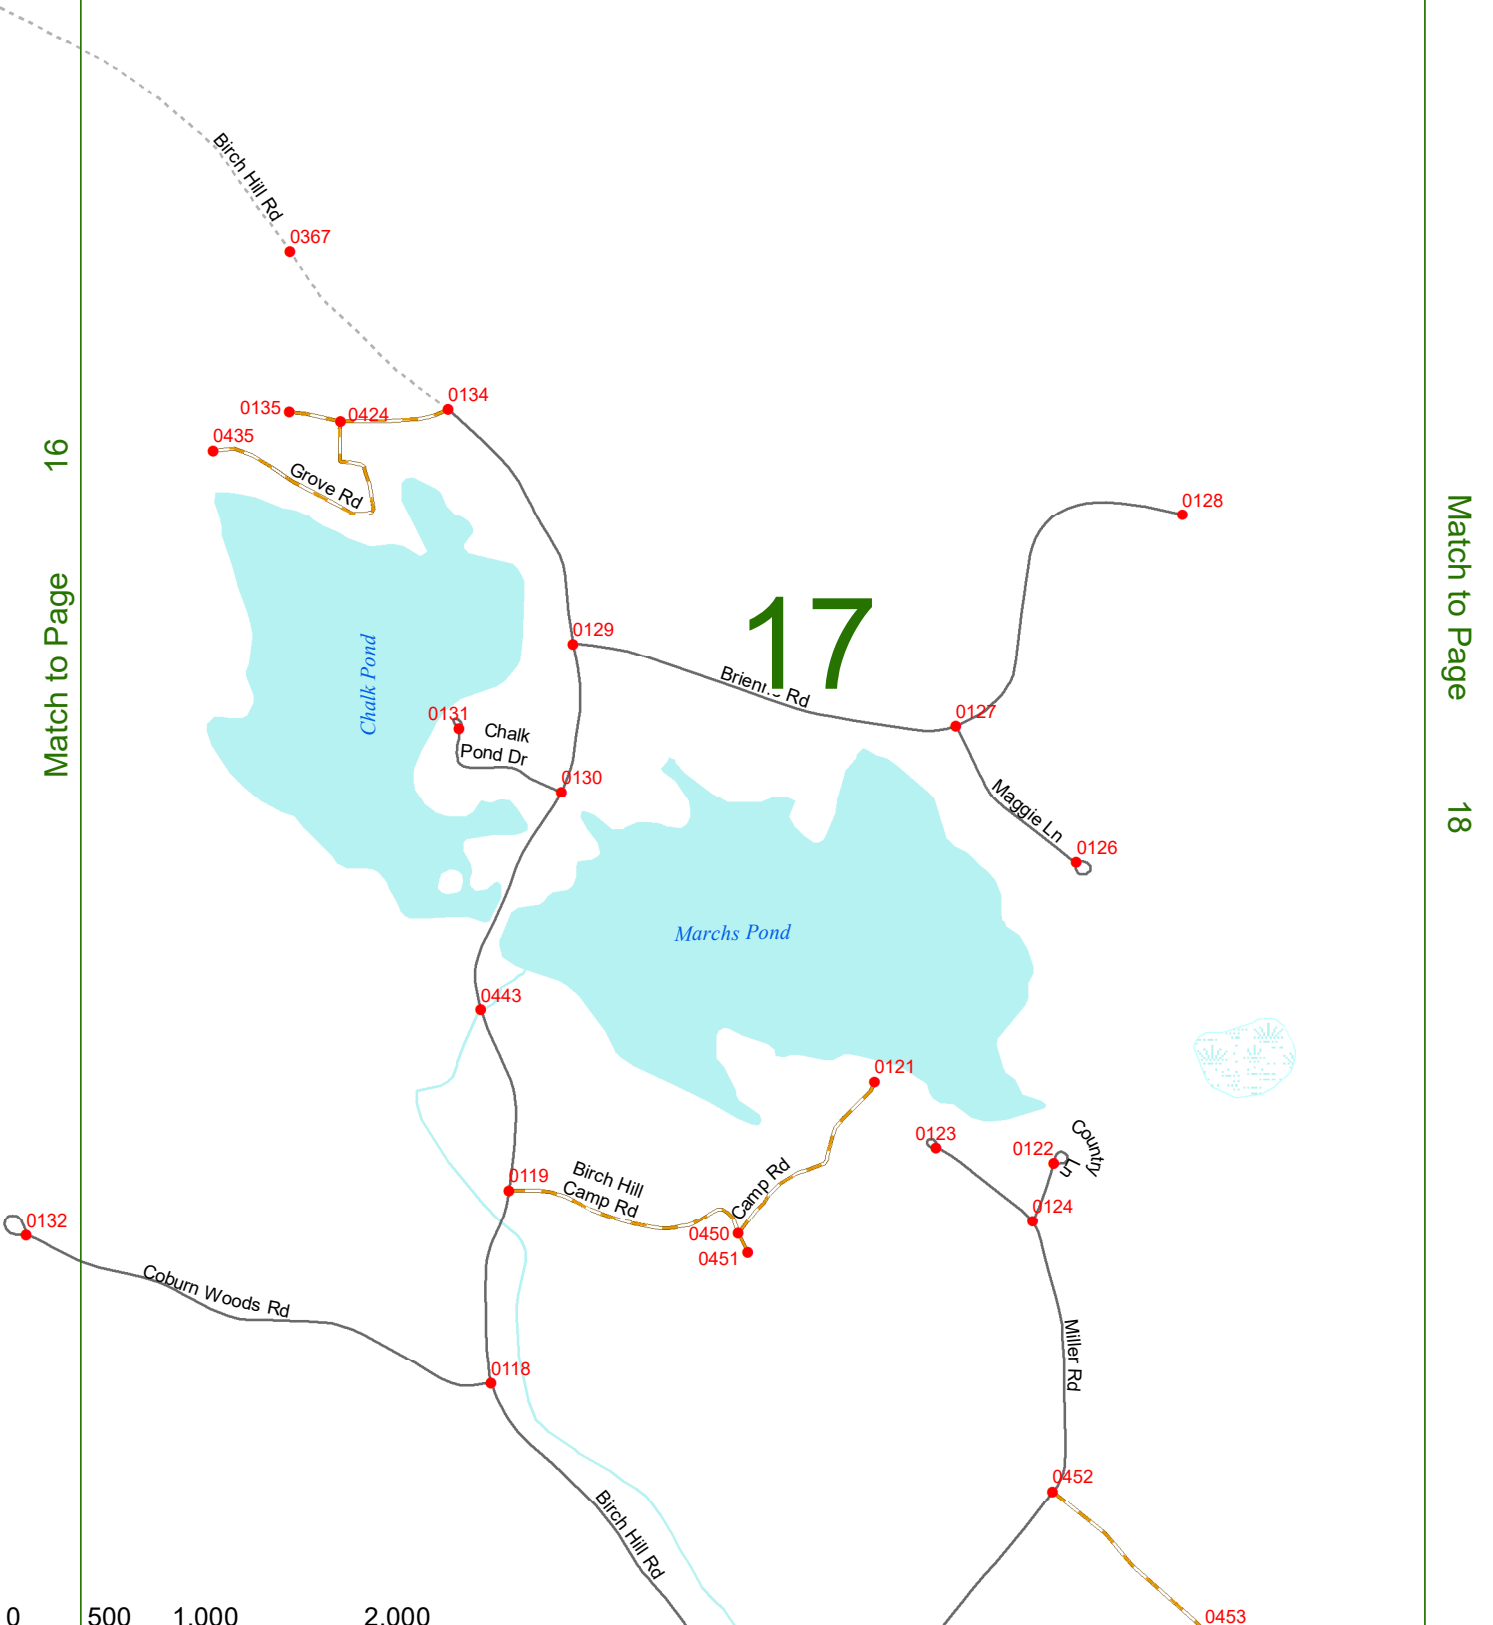 Birch Hill Rd
0367
0134
0135
0424
0435
Grove Rd
16
Match to Page
Match to Page
18
0128
17
0129
Chalk Pond
Rd
0127
0131
Chalk
Pond Dr
0130
Maggie Ln
0126
Marchs Pond
0443
0121
0123
0122
Country
Ln
0119
Birch Hill
Camp Rd
Camp Rd
0124
0132
0450
0451
Coburn Woods Rd
Miller Rd
0118
0452
Birch Hill Rd
0453
0 500 1,000 2,000